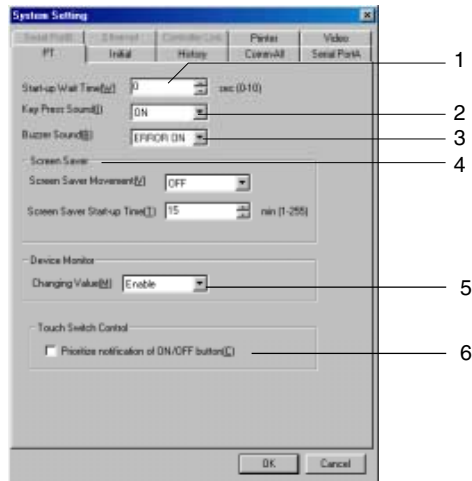 System Setting
Serial PortB Ethernet Controller Link Printer Video
PT Initial History Comm-All Serial PortA
Start-up Wait Time(W) 0 sec (0-10)
Key Press Sound(I) ON
Buzzer Sound(B) ERROR ON
Screen Saver
Screen Saver Movement(V) OFF
Screen Saver Start-up Time(T) 15 min (1-255)
Device Monitor
Changing Value(M) Enable
Touch Switch Control
Prioritize notification of ON/OFF button(C)
OK Cancel
1
2
3
4
5
6